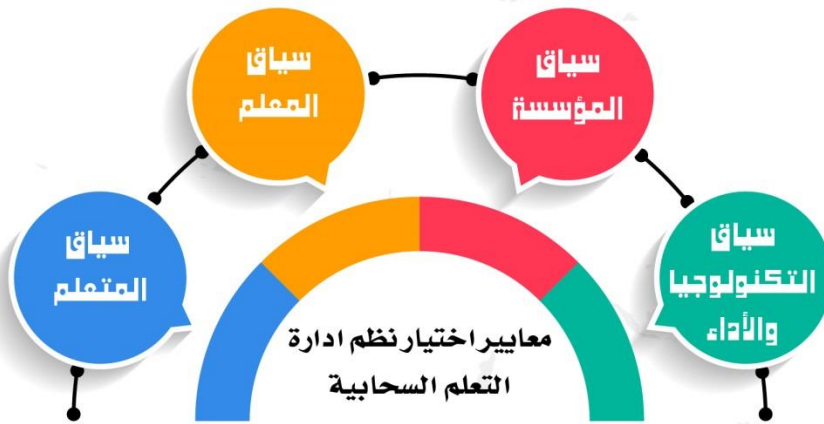 سياق
المؤسسة
سياق
المعلم
سياق
التكنولوجيا
والأداء
سياق
المتعلم
معايير اختيار نظم ادارة
التعلم السحابية